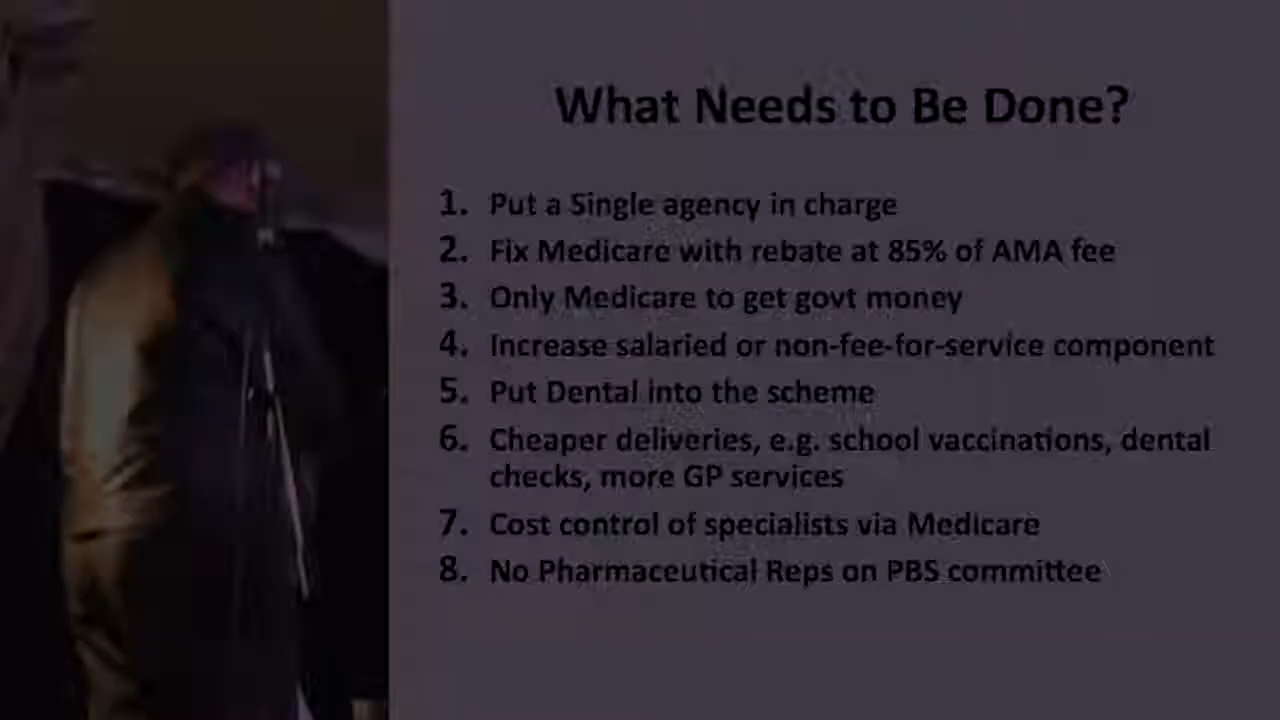 What Needs to Be Done?
1. Put a Single agency in charge
2. Fix Medicare with rebate at 85% of AMA fee
3. Only Medicare to get govt money
4. Increase salaried or non-fee-for-service component
5. Put Dental into the scheme
6. Cheaper deliveries, e.g. school vaccinations, dental
checks, more GP services
7. Cost control of specialists via Medicare
8. No Pharmaceutical Reps on PBS committee